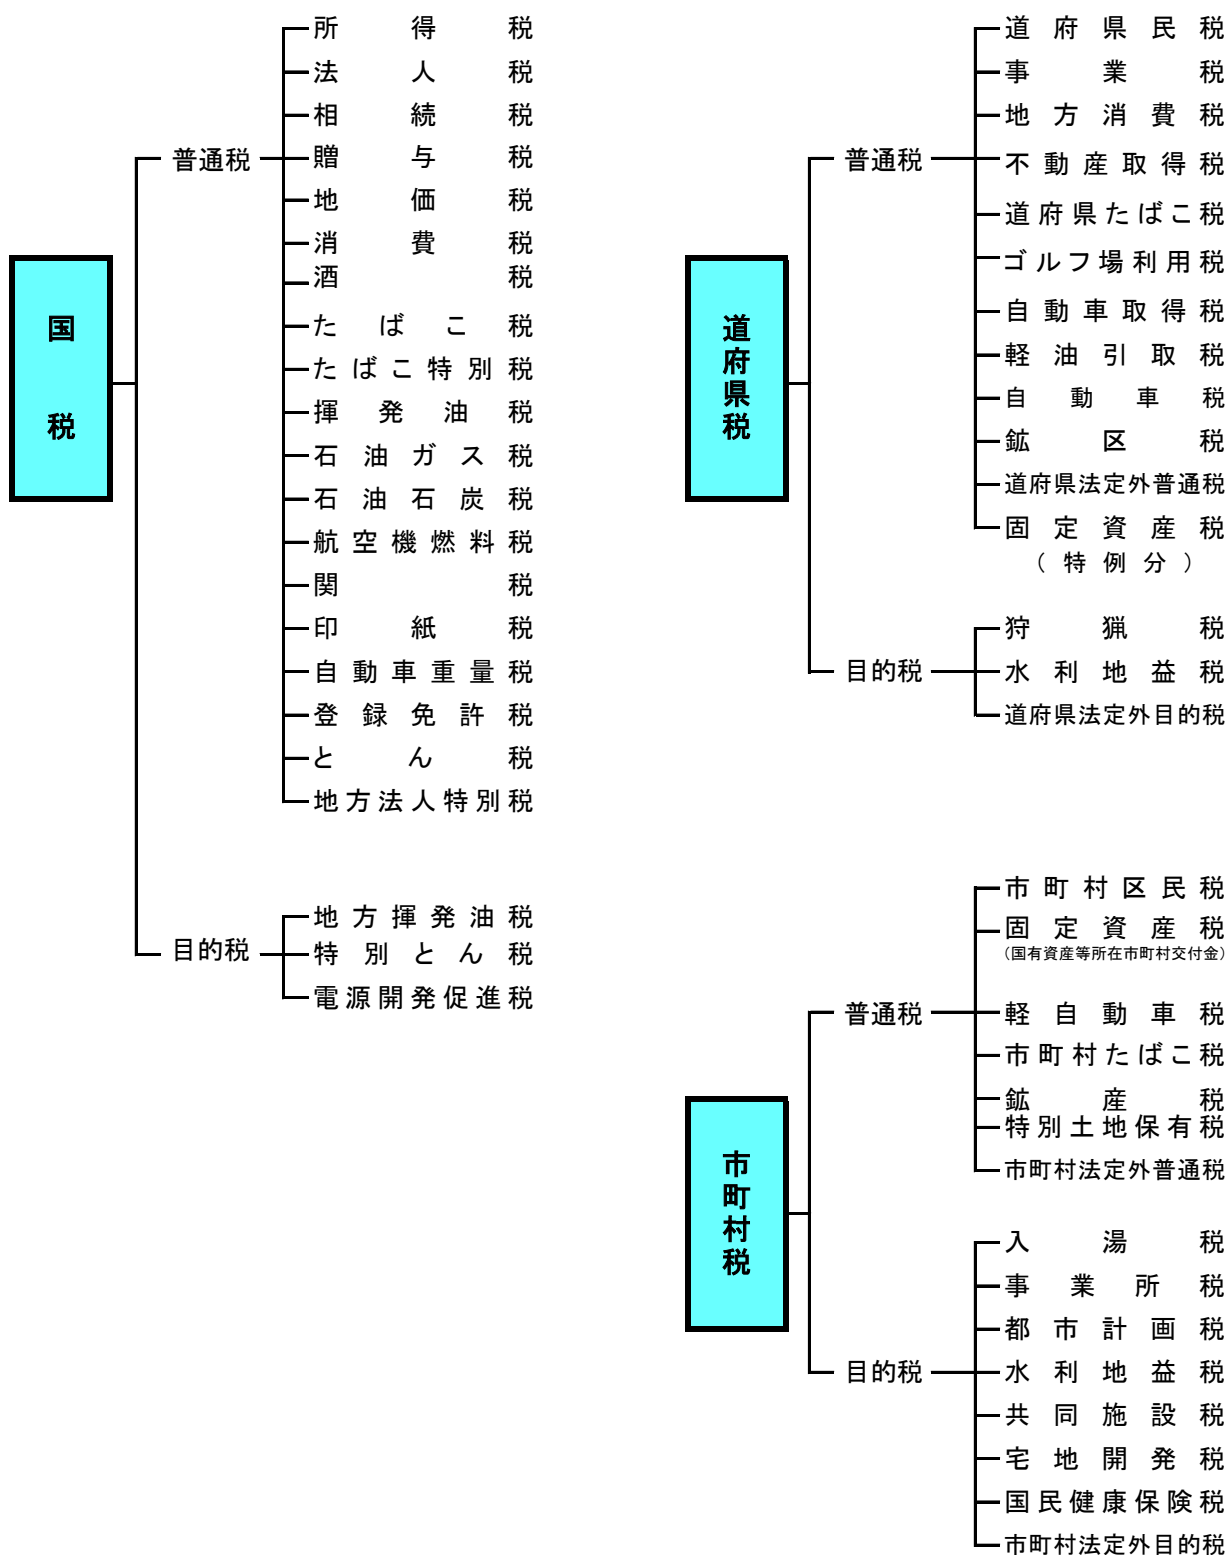 国税
普通税
所得税
法人税
相続税
贈与税
地価税
消費税
酒税
たばこ税
たばこ特別税
揮発油税
石油ガス税
石油石炭税
航空機燃料税
関税
印紙税
自動車重量税
登録免許税
とん税
地方法人特別税
目的税
地方揮発油税
特別とん税
電源開発促進税
道府県税
普通税
道府県民税
事業税
地方消費税
不動産取得税
道府県たばこ税
ゴルフ場利用税
自動車取得税
軽油引取税
自動車税
鉱区税
道府県法定外普通税
固定資産税
(特例分)
目的税
狩猟税
水利地益税
道府県法定外目的税
市町村税
普通税
市町村区民税
固定資産税
(国有資産等所在市町村交付金)
軽自動車税
市町村たばこ税
鉱産税
特別土地保有税
市町村法定外普通税
目的税
入湯税
事業所税
都市計画税
水利地益税
共同施設税
宅地開発税
国民健康保険税
市町村法定外目的税